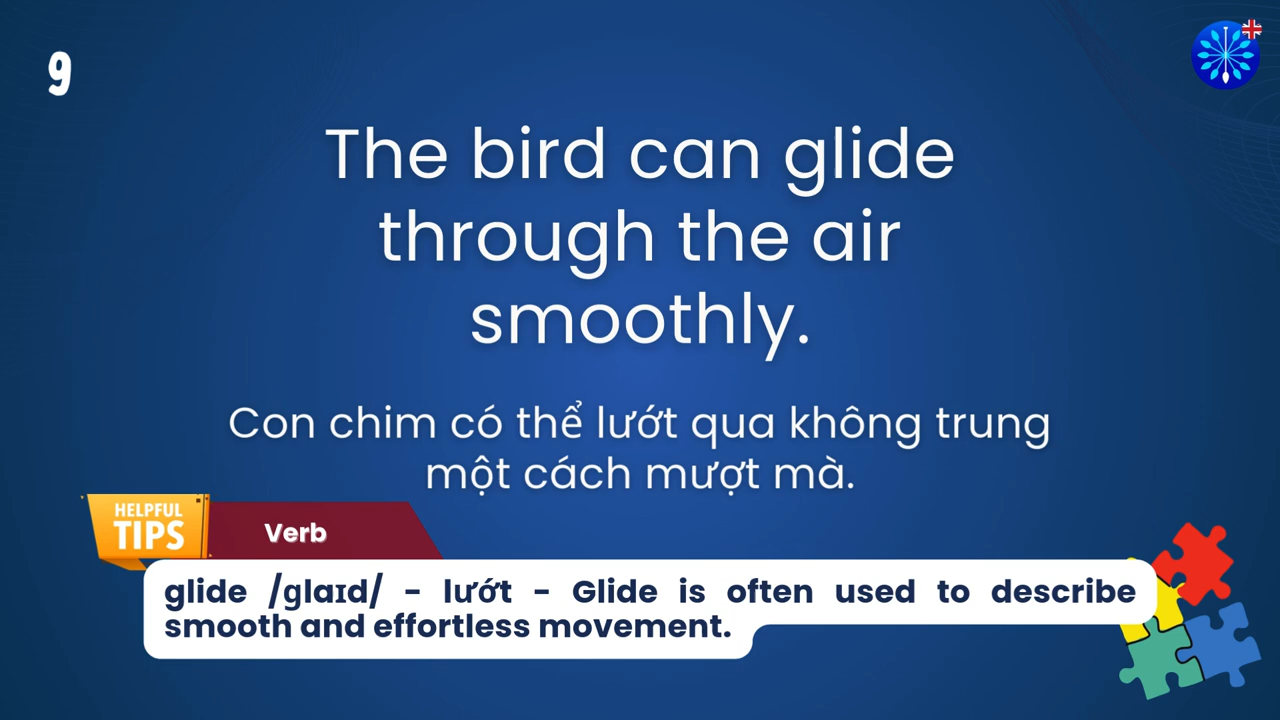 9
The bird can glide
through the air
smoothly.
Con chim có thể lướt qua không trung
một cách mượt mà.
HELPFUL
TIPS
Verb
glide /glaɪd/ - lướt - Glide is often used to describe
smooth and effortless movement.